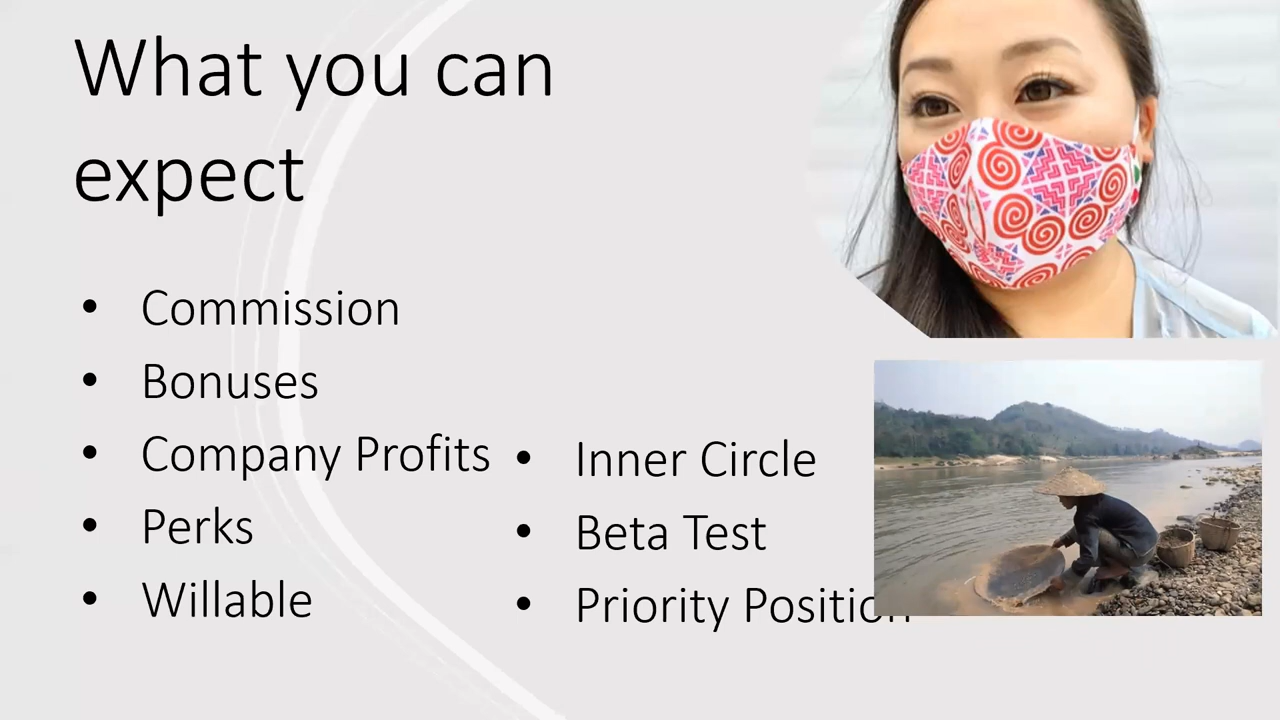 What you can
expect
• Commission
• Bonuses
• Company Profits
• Perks
• Willable
• Inner Circle
• Beta Test
• Priority Position